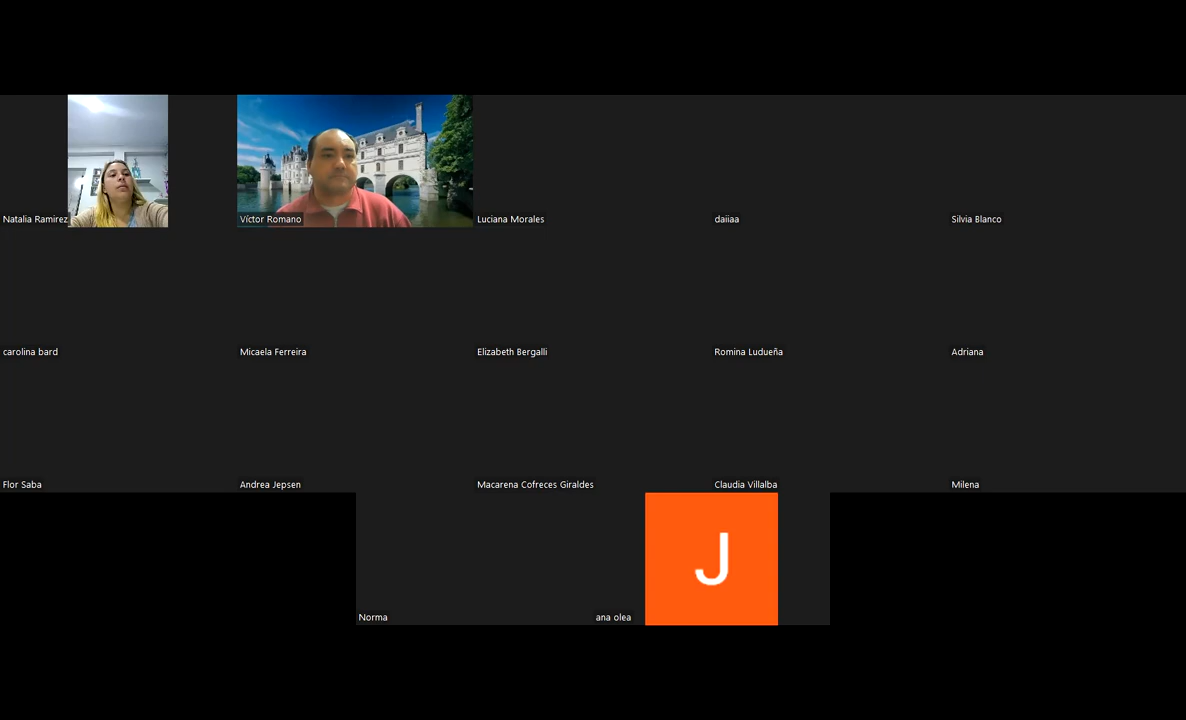 Natalia Ramirez
Víctor Romano
Luciana Morales
daiiaa
Silvia Blanco
carolina bard
Micaela Ferreira
Elizabeth Bergalli
Romina Ludueña
Adriana
Flor Saba
Andrea Jepsen
Macarena Cofreces Giraldes
Claudia Villalba
Milena
Norma
ana olea
J